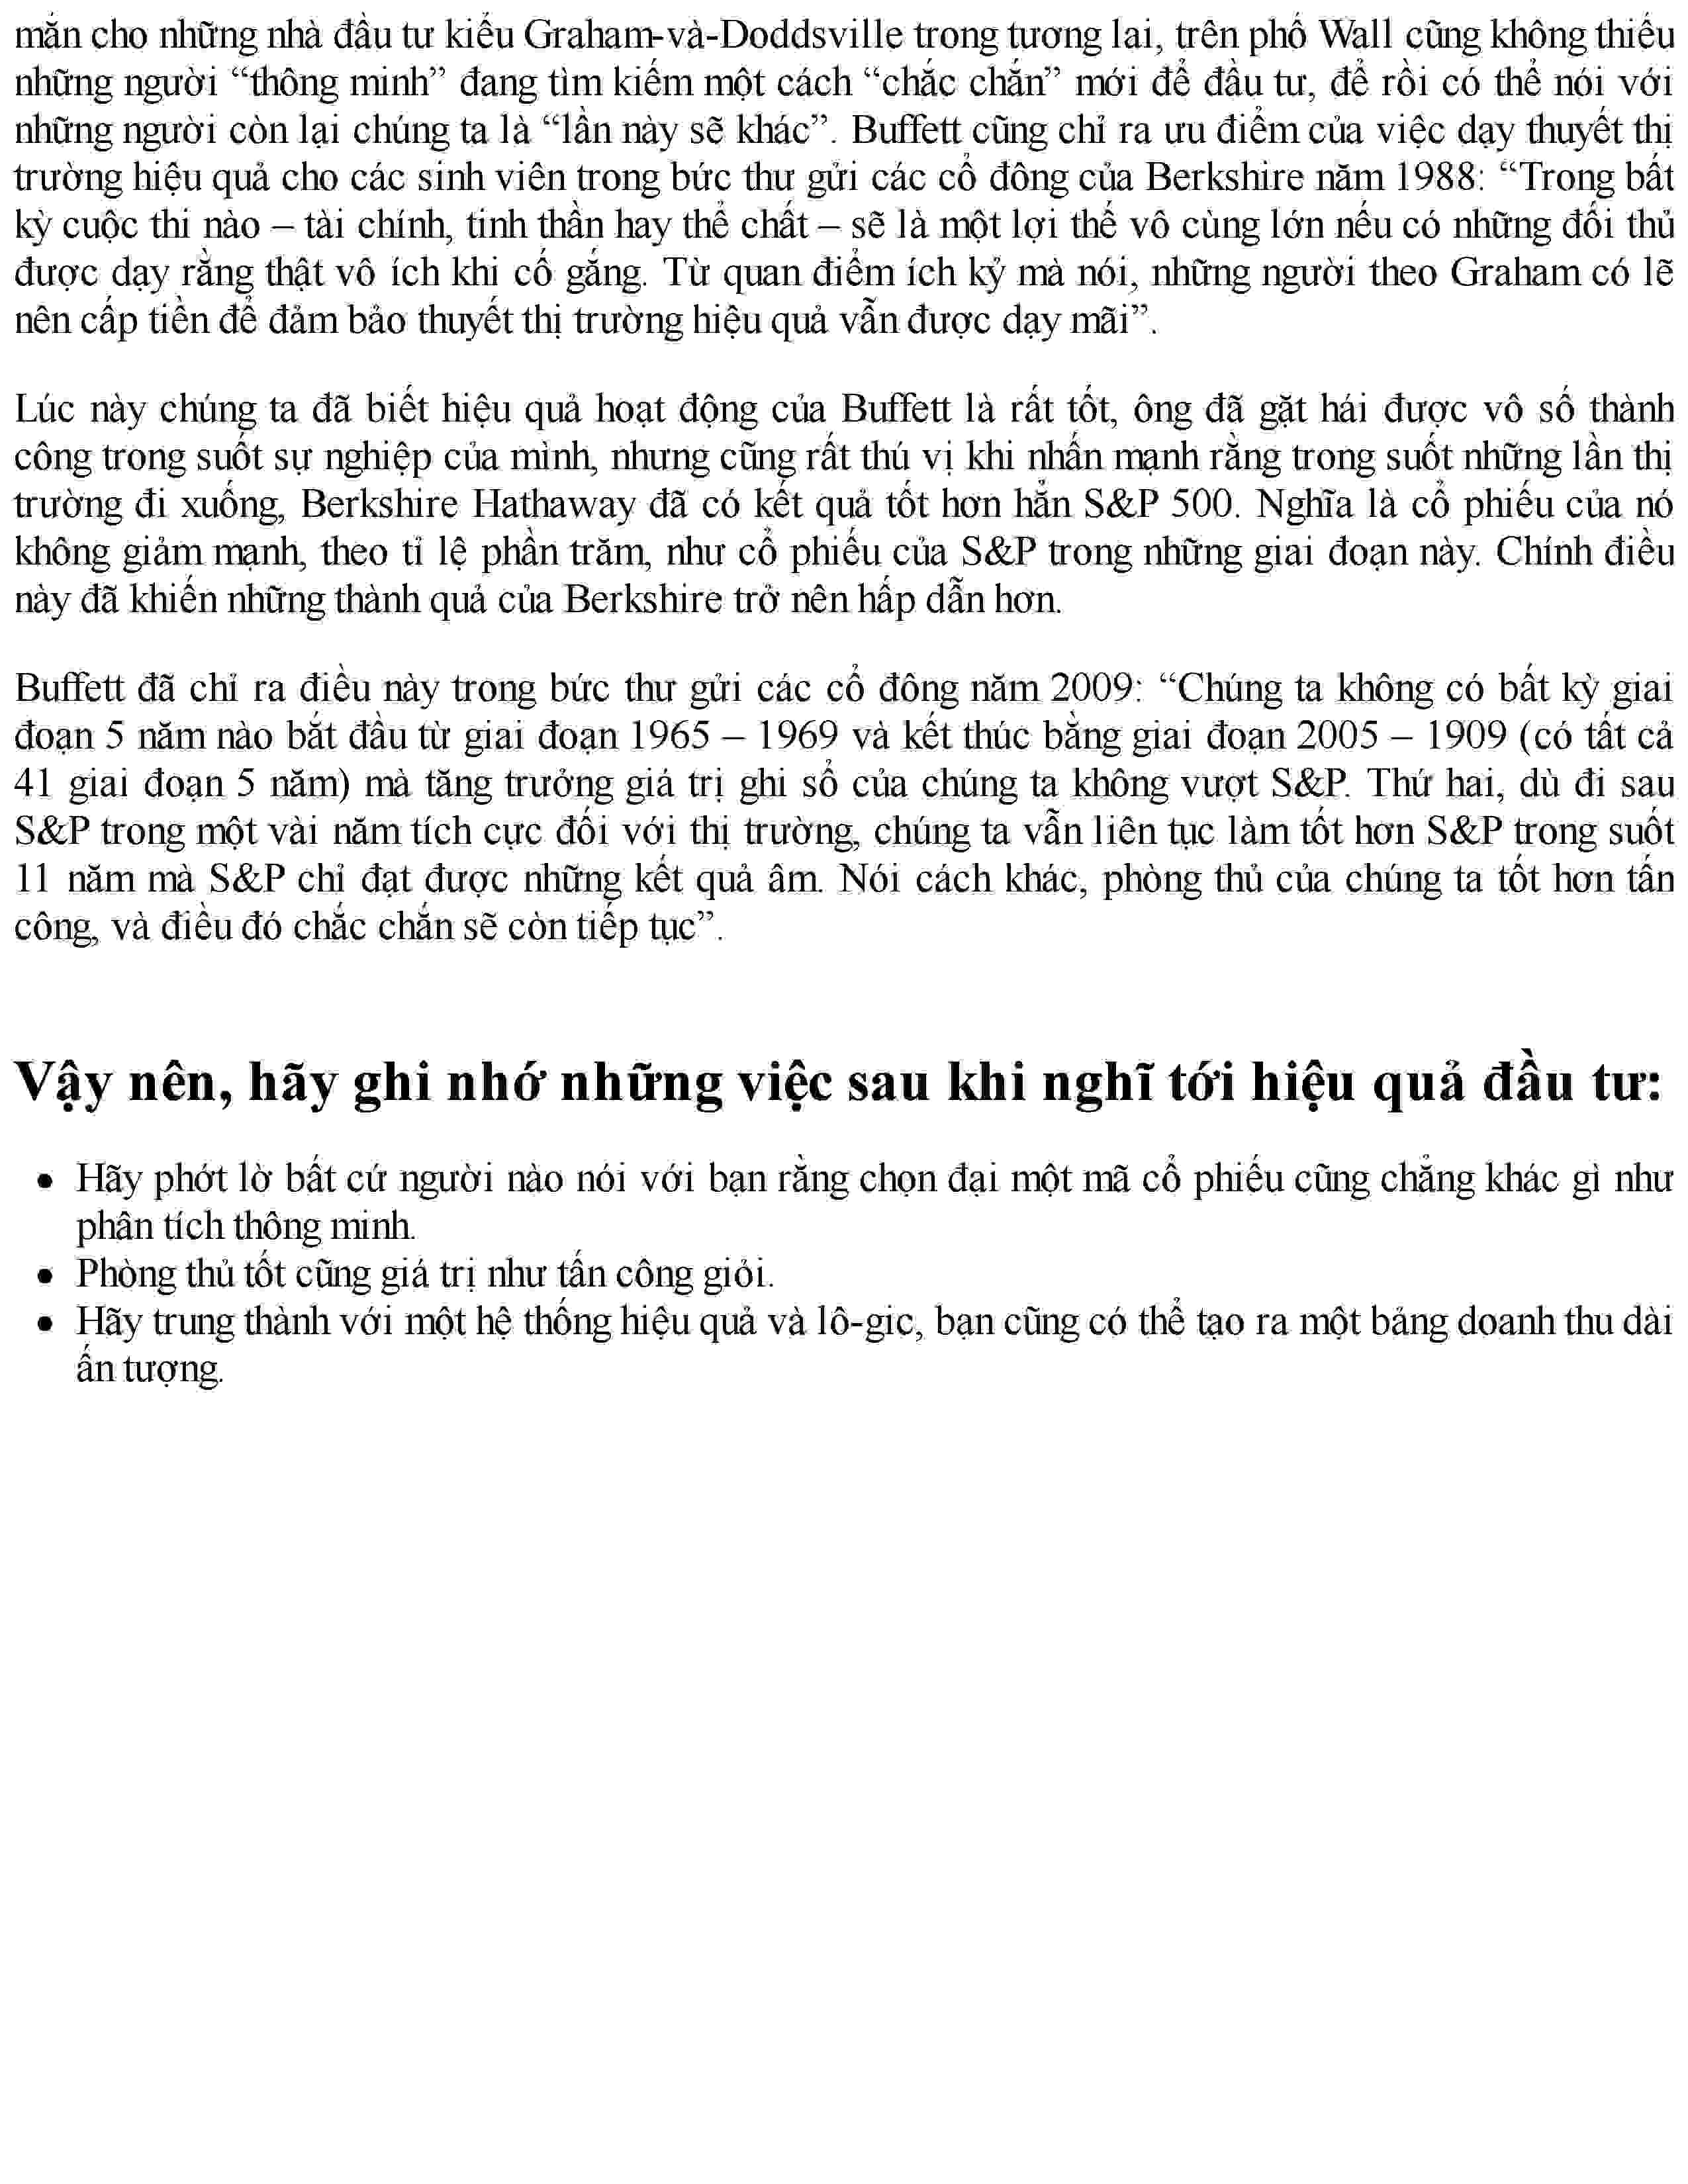 mắn cho những nhà đầu tư kiểu Graham-và-Doddsville trong tương lai, trên phố Wall cũng không thiếu
những người “thông minh” đang tìm kiếm một cách “chắc chắn” mới để đầu tư, để rồi có thể nói với
những người còn lại chúng ta là “lần này sẽ khác”. Buffett cũng chỉ ra ưu điểm của việc dạy thuyết thị
trường hiệu quả cho các sinh viên trong bức thư gửi các cổ đông của Berkshire năm 1988: “Trong bất
kỳ cuộc thi nào – tài chính, tinh thần hay thể chất – sẽ là một lợi thế vô cùng lớn nếu có những đối thủ
được dạy rằng thật vô ích khi cố gắng. Từ quan điểm ích kỷ mà nói, những người theo Graham có lẽ
nên cấp tiền để đảm bảo thuyết thị trường hiệu quả vẫn được dạy mãi”.
Lúc này chúng ta đã biết hiệu quả hoạt động của Buffett là rất tốt, ông đã gặt hái được vô số thành
công trong suốt sự nghiệp của mình, nhưng cũng rất thú vị khi nhấn mạnh rằng trong suốt những lần thị
trường đi xuống, Berkshire Hathaway đã có kết quả tốt hơn hẳn S&P 500. Nghĩa là cổ phiếu của nó
không giảm mạnh, theo tỉ lệ phần trăm, như cổ phiếu của S&P trong những giai đoạn này. Chính điều
này đã khiến những thành quả của Berkshire trở nên hấp dẫn hơn.
Buffett đã chỉ ra điều này trong bức thư gửi các cổ đông năm 2009: “Chúng ta không có bất kỳ giai
đoạn 5 năm nào bắt đầu từ giai đoạn 1965 – 1969 và kết thúc bằng giai đoạn 2005 – 1909 (có tất cả
41 giai đoạn 5 năm) mà tăng trưởng giá trị ghi sổ của chúng ta không vượt S&P. Thứ hai, dù đi sau
S&P trong một vài năm tích cực đối với thị trường, chúng ta vẫn liên tục làm tốt hơn S&P trong suốt
11 năm mà S&P chỉ đạt được những kết quả âm. Nói cách khác, phòng thủ của chúng ta tốt hơn tấn
công, và điều đó chắc chắn sẽ còn tiếp tục”.
Vậy nên, hãy ghi nhớ những việc sau khi nghĩ tới hiệu quả đầu tư:
• Hãy phớt lờ bất cứ người nào nói với bạn rằng chọn đại một mã cổ phiếu cũng chẳng khác gì như
phân tích thông minh.
• Phòng thủ tốt cũng giá trị như tấn công giỏi.
• Hãy trung thành với một hệ thống hiệu quả và lô-gic, bạn cũng có thể tạo ra một bảng doanh thu dài
ấn tượng.